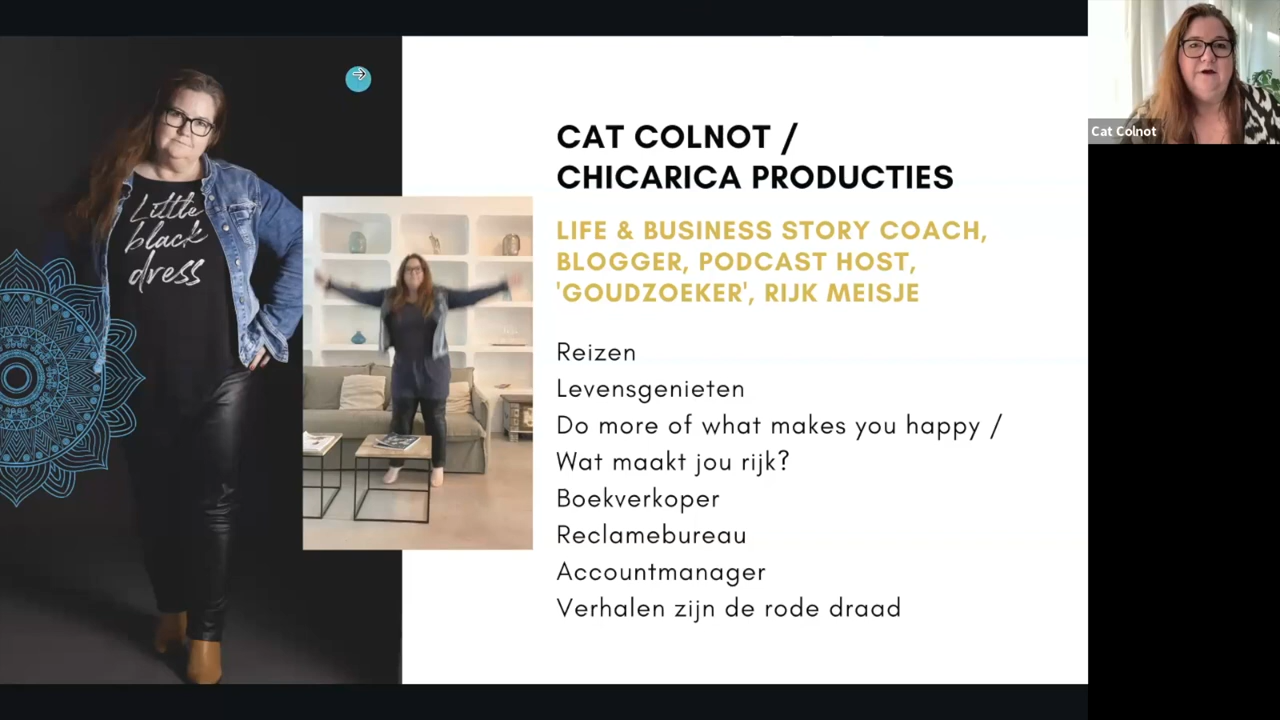 Little
black
dress
CAT COLNOT /
CHICARICA PRODUCTIES
LIFE & BUSINESS STORY COACH,
BLOGGER, PODCAST HOST,
'GOUDZOEKER', RIJK MEISJE
Reizen
Levensgenieten
Do more of what makes you happy /
Wat maakt jou rijk?
Boekverkoper
Reclamebureau
Accountmanager
Verhalen zijn de rode draad
Cat Colnot